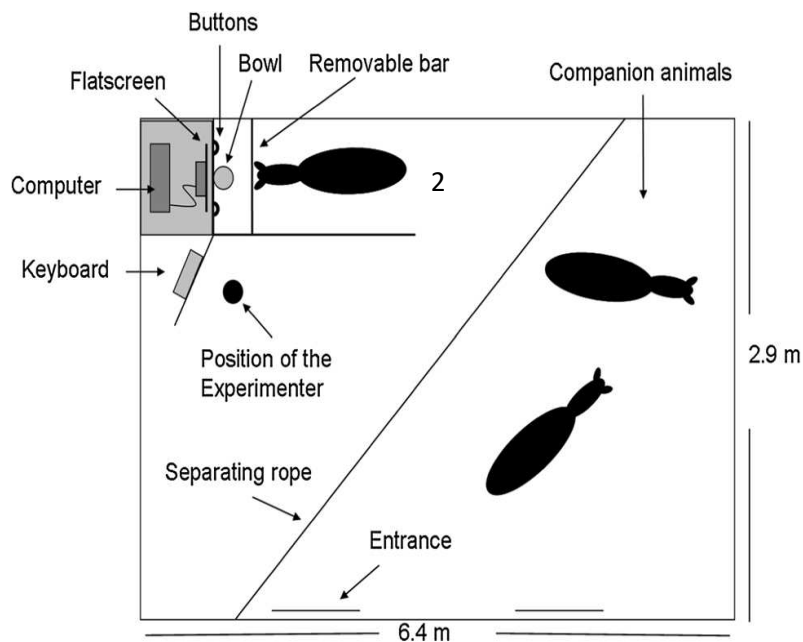 Buttons
Bowl
Removable bar
Companion animals
Flatscreen
Computer
2
Keyboard
Position of the
Experimenter
2.9 m
Separating rope
Entrance
6.4 m